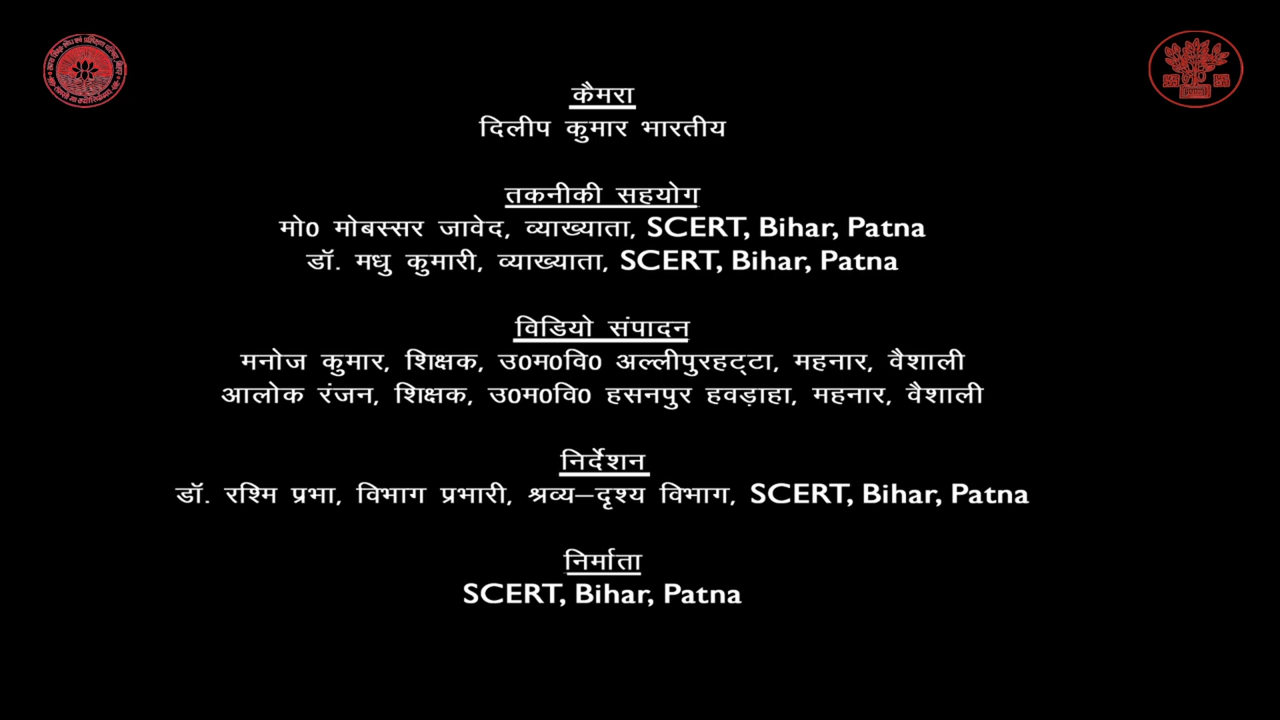 कैमरा
दिलीप कुमार भारतीय
तकनीकी सहयोग
मो0 मोबस्सर जावेद, व्याख्याता, SCERT, Bihar, Patna
डॉ. मधु कुमारी, व्याख्याता, SCERT, Bihar, Patna
विडियो संपादन
मनोज कुमार, शिक्षक, उ0म0वि0 अल्लीपुरहट्टा, महनार, वैशाली
आलोक रंजन, शिक्षक, उ0म0वि0 हसनपुर हवड़ाहा, महनार, वैशाली
निर्देशन
डॉ. रश्मि प्रभा, विभाग प्रभारी, श्रव्य–दृश्य विभाग, SCERT, Bihar, Patna
निर्माता
SCERT, Bihar, Patna